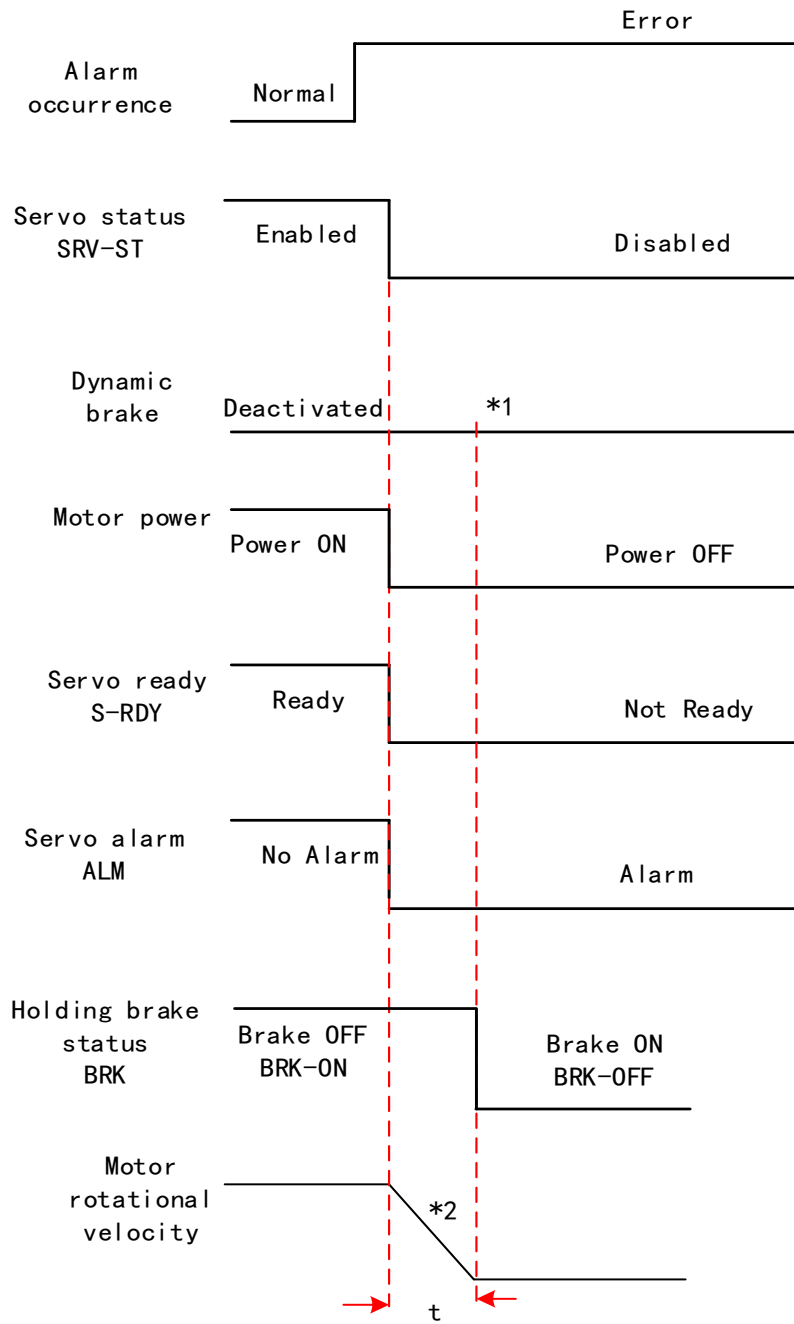 Error
Alarm
occurrence
Normal
Servo status
SRV-ST
Enabled
Disabled
Dynamic
brake
Deactivated
*1
Motor power
Power ON
Power OFF
Servo ready
S-RDY
Ready
Not Ready
Servo alarm
ALM
No Alarm
Alarm
Holding brake
status
BRK
Brake OFF
BRK-ON
Brake ON
BRK-OFF
Motor
rotational
velocity
*2
t